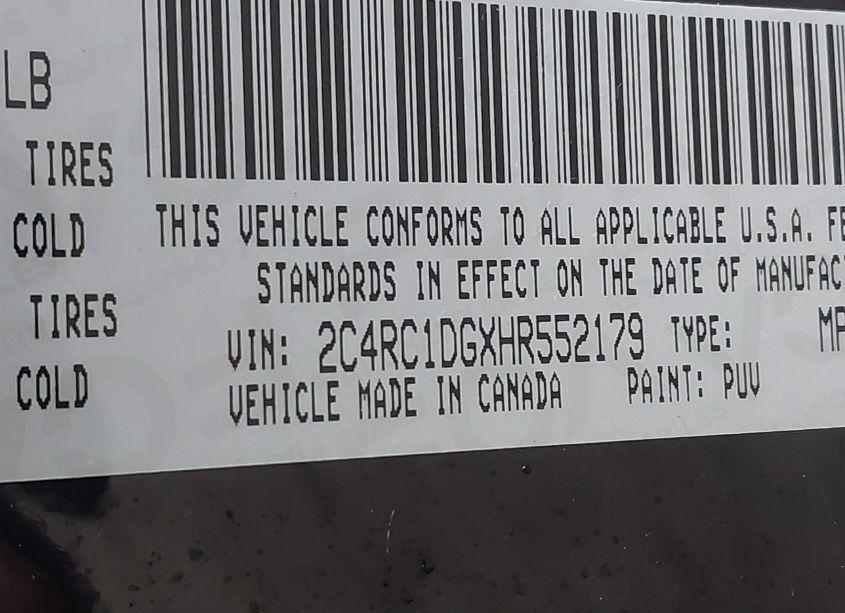 LB
TIRES
COLD
TIRES
COLD
THIS VEHICLE CONFORMS TO ALL APPLICABLE U.S.A. FE
STANDARDS IN EFFECT ON THE DATE OF MANUFAC
VIN: 2C4RC1DGXHR552179 TYPE: MP
VEHICLE MADE IN CANADA PAINT: PUV